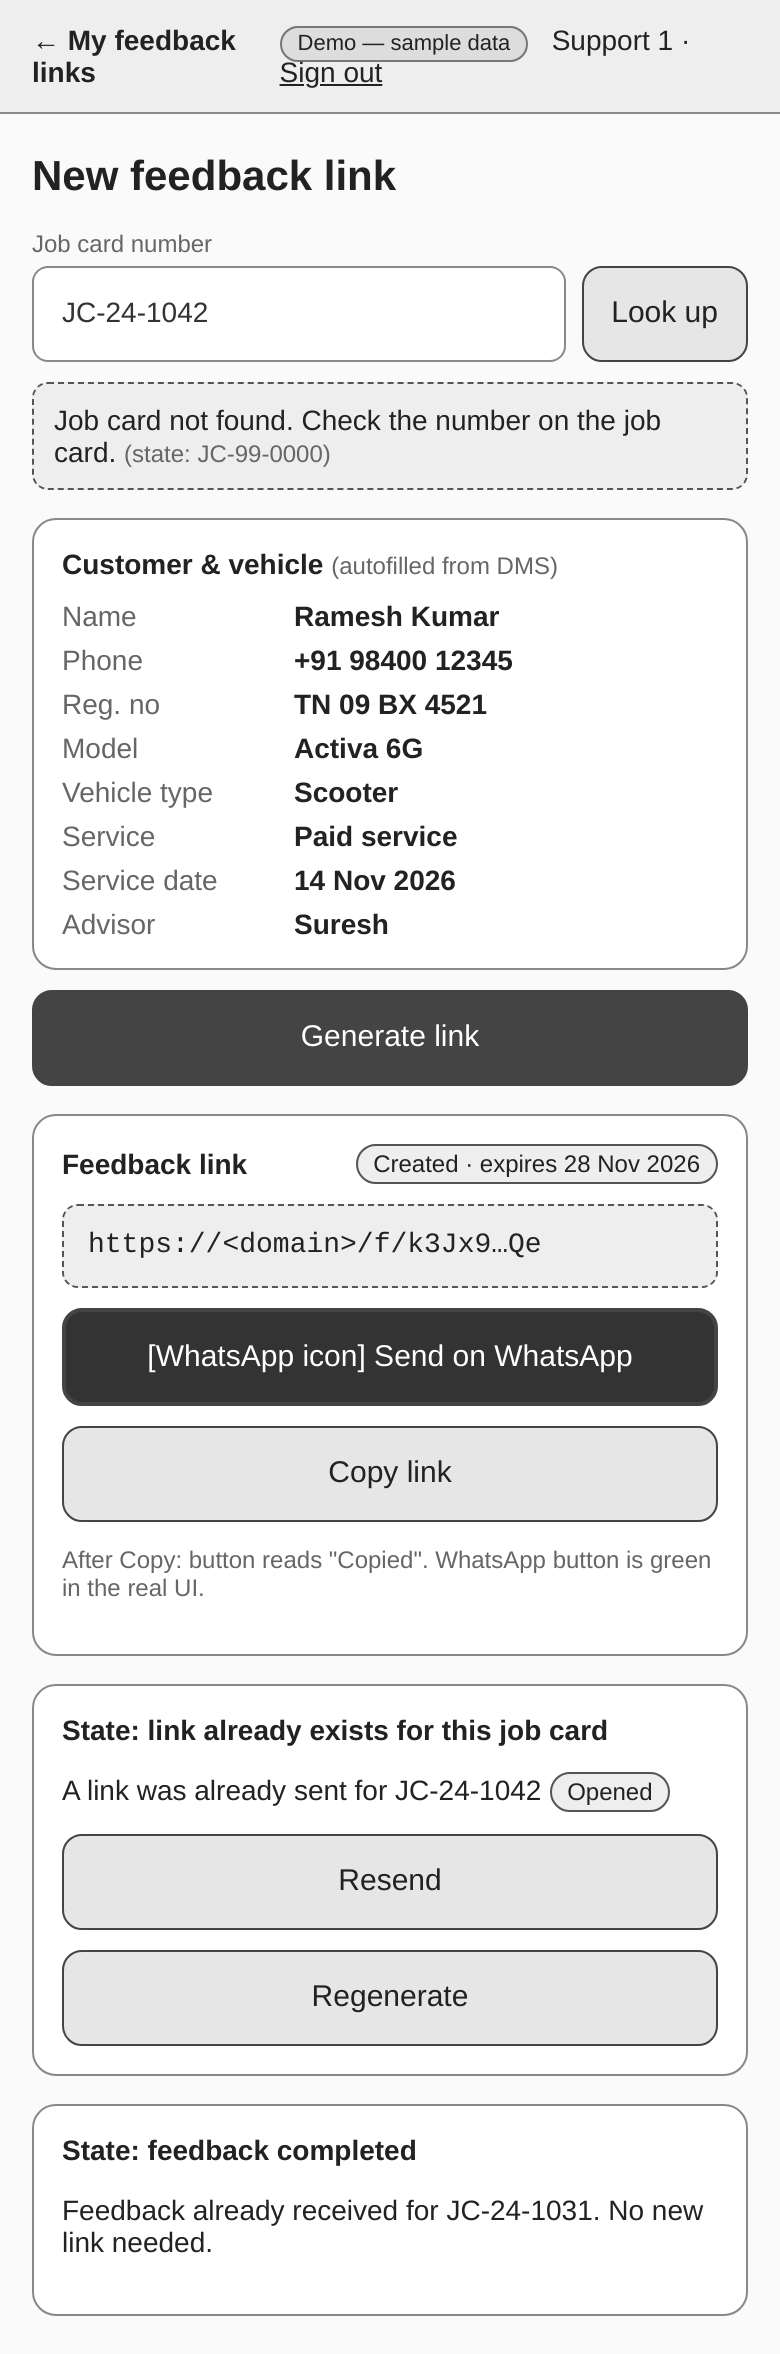 ← My feedback links
Demo — sample data Support 1 ·
Sign out
New feedback link
Job card number
JC-24-1042
Look up
Job card not found. Check the number on the job
card. (state: JC-99-0000)
Customer & vehicle (autofilled from DMS)
Name Ramesh Kumar
Phone +91 98400 12345
Reg. no TN 09 BX 4521
Model Activa 6G
Vehicle type Scooter
Service Paid service
Service date 14 Nov 2026
Advisor Suresh
Generate link
Feedback link Created · expires 28 Nov 2026
https://<domain>/f/k3Jx9…Qe
[WhatsApp icon] Send on WhatsApp
Copy link
After Copy: button reads "Copied". WhatsApp button is green
in the real UI.
State: link already exists for this job card
A link was already sent for JC-24-1042 Opened
Resend
Regenerate
State: feedback completed
Feedback already received for JC-24-1031. No new
link needed.